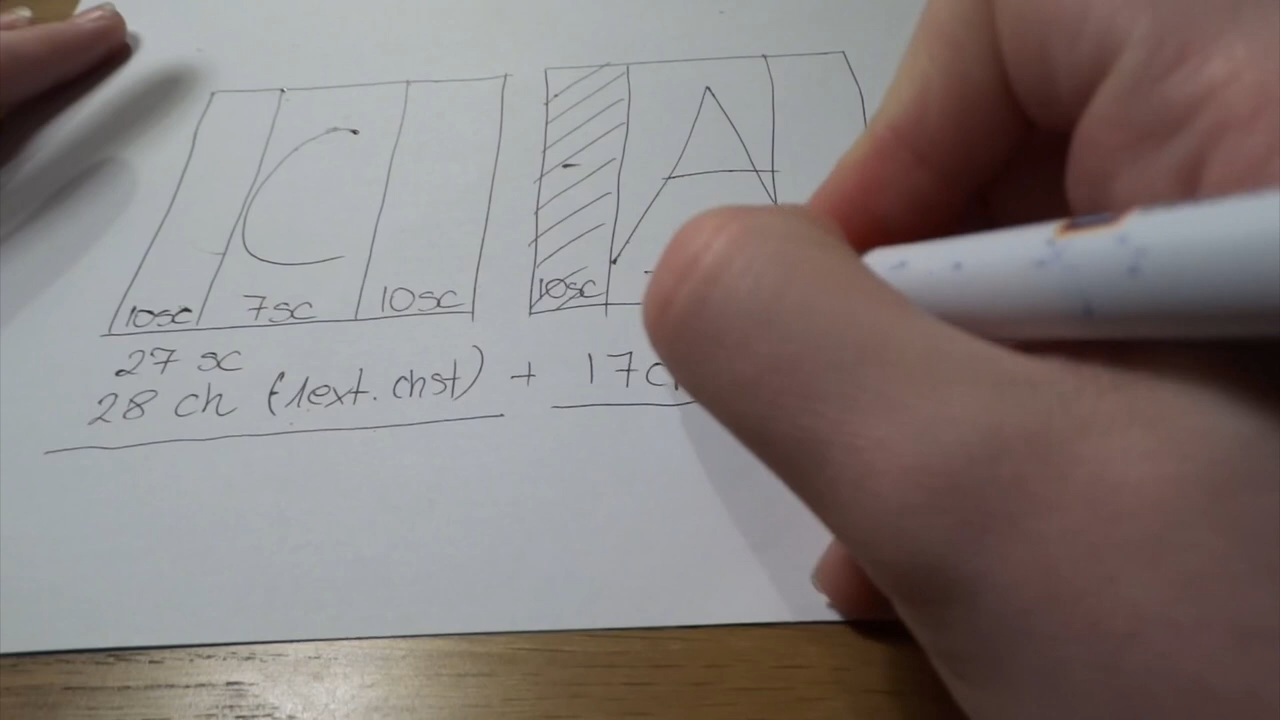 C A
10sc 7sc 10sc 10sc
27 sc
28 ch (1ext. chst) + 17